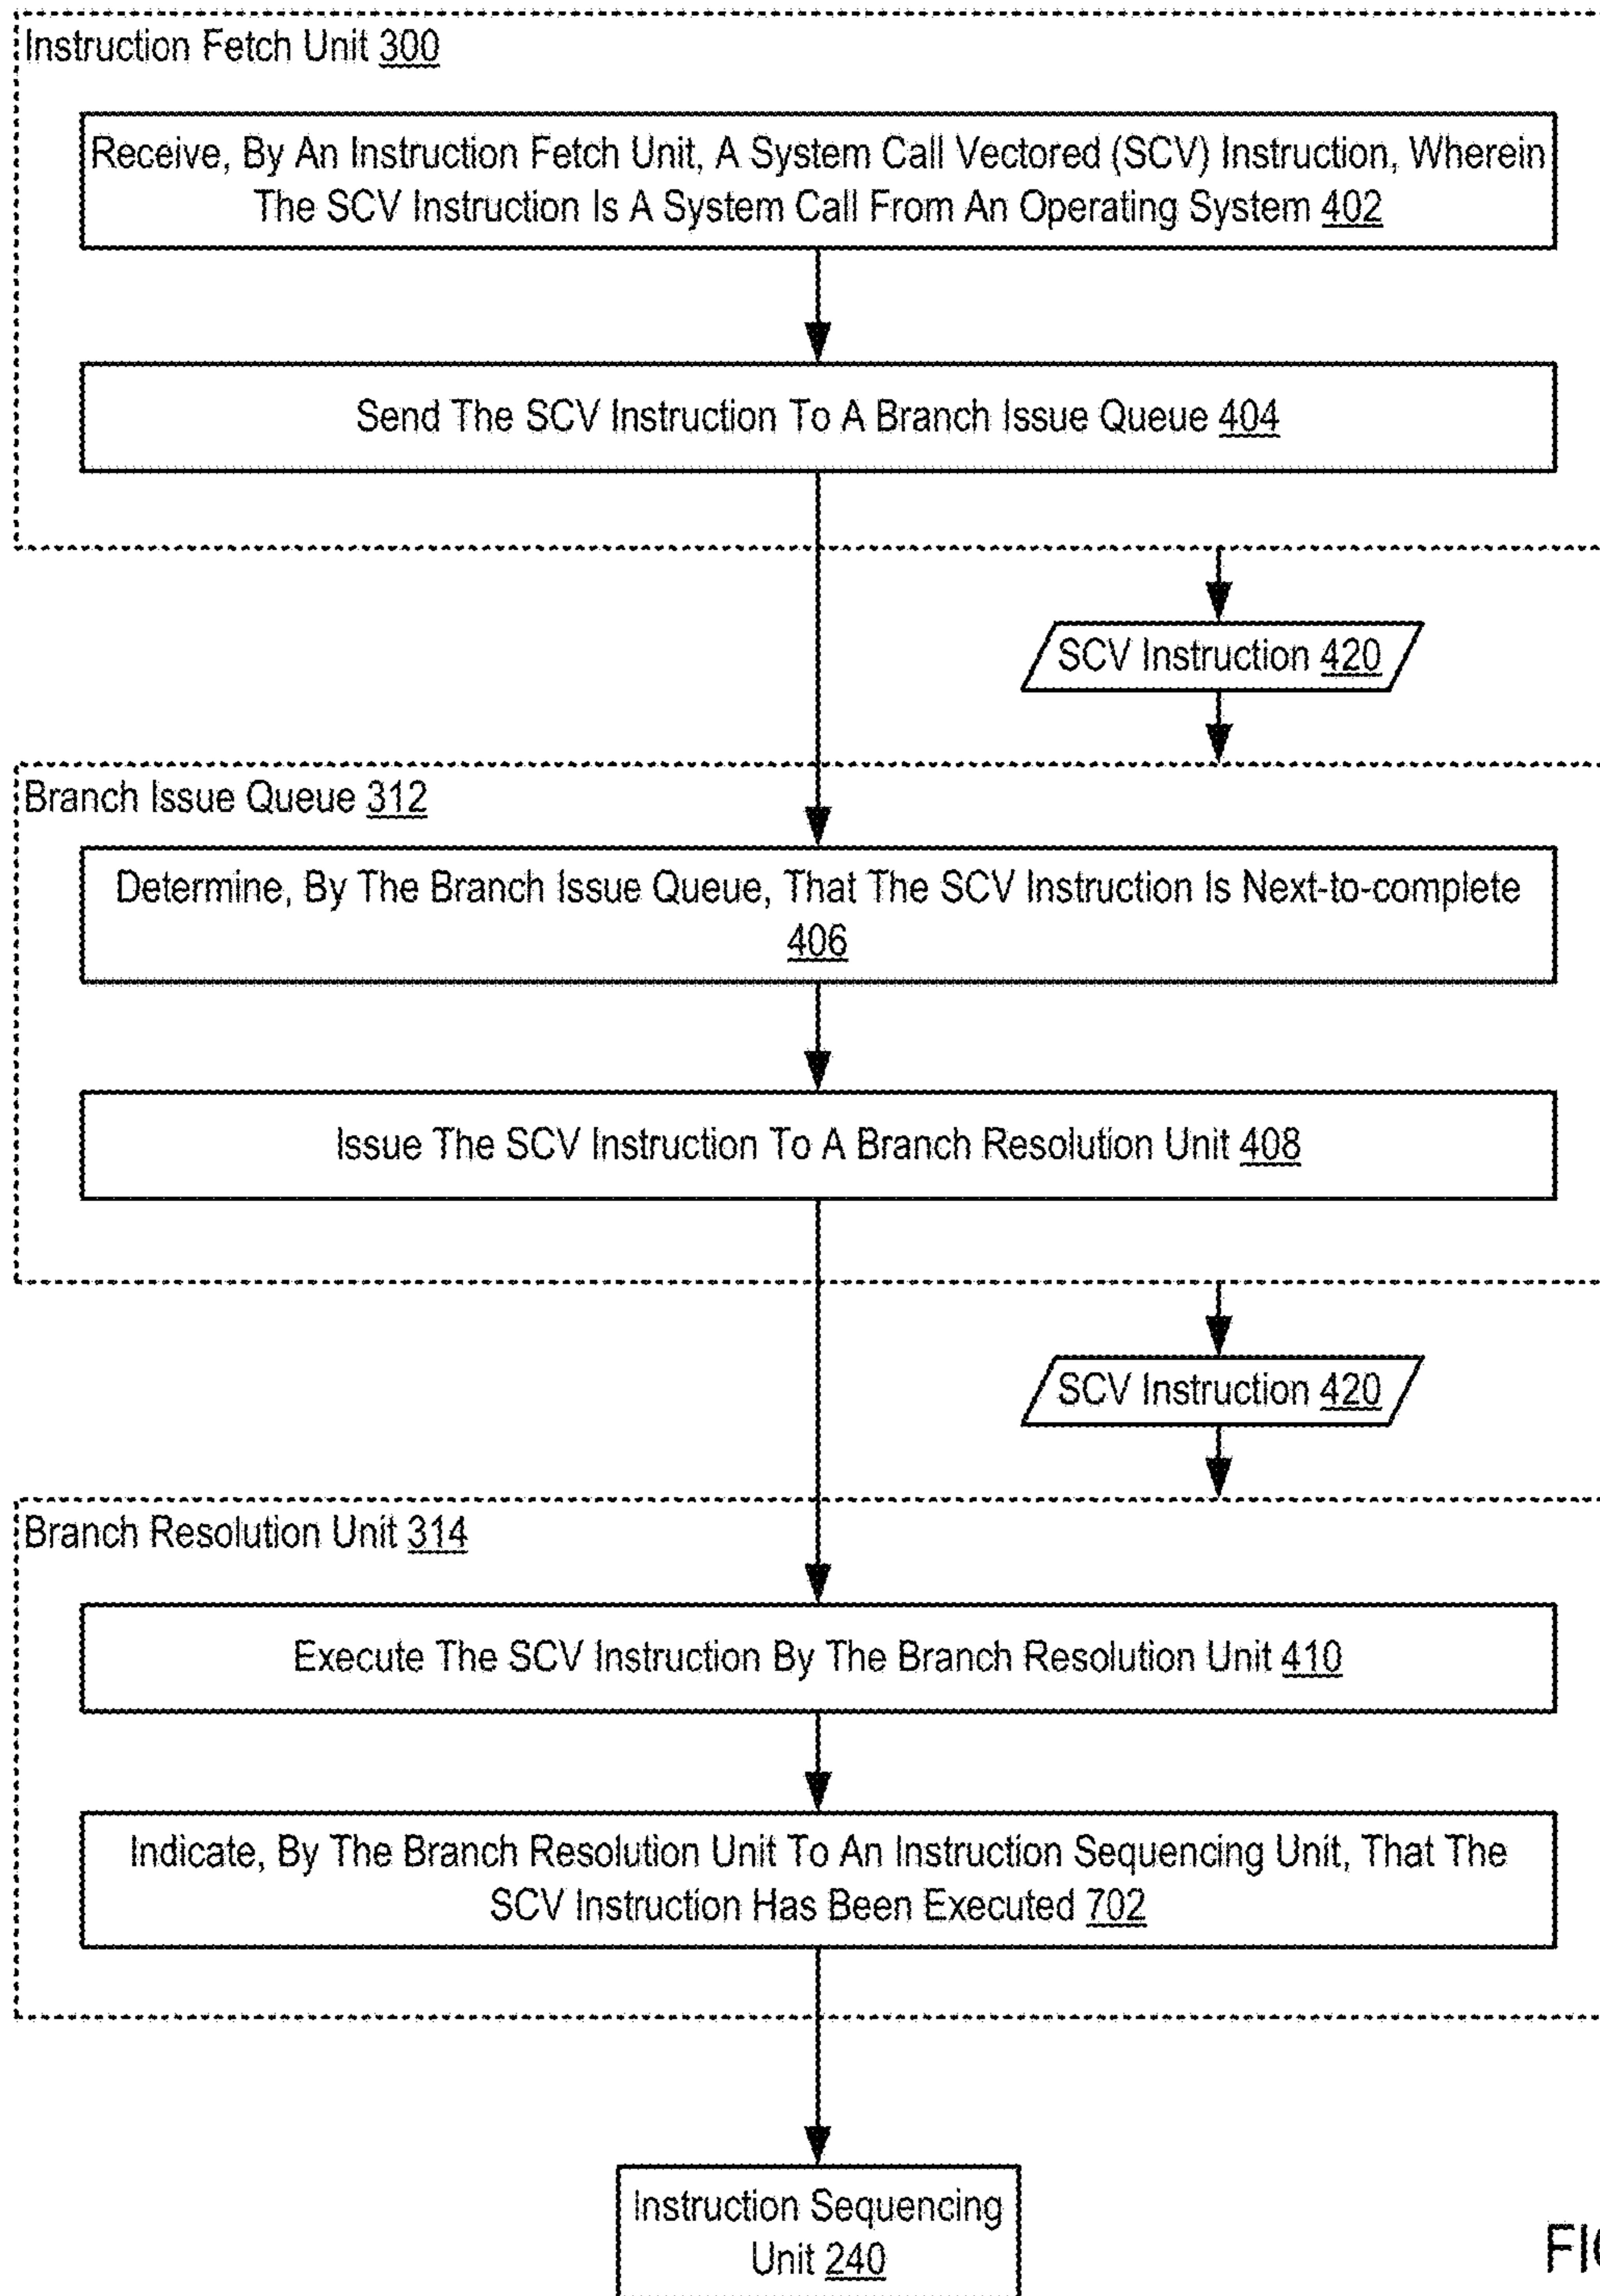 Instruction Fetch Unit 300
Receive, By An Instruction Fetch Unit, A System Call Vectored (SCV) Instruction, Wherein
The SCV Instruction Is A System Call From An Operating System 402
Send The SCV Instruction To A Branch Issue Queue 404
SCV Instruction 420
Branch Issue Queue 312
Determine, By The Branch Issue Queue, That The SCV Instruction Is Next-to-complete
406
Issue The SCV Instruction To A Branch Resolution Unit 408
SCV Instruction 420
Branch Resolution Unit 314
Execute The SCV Instruction By The Branch Resolution Unit 410
Indicate, By The Branch Resolution Unit To An Instruction Sequencing Unit, That The
SCV Instruction Has Been Executed 702
Instruction Sequencing
Unit 240